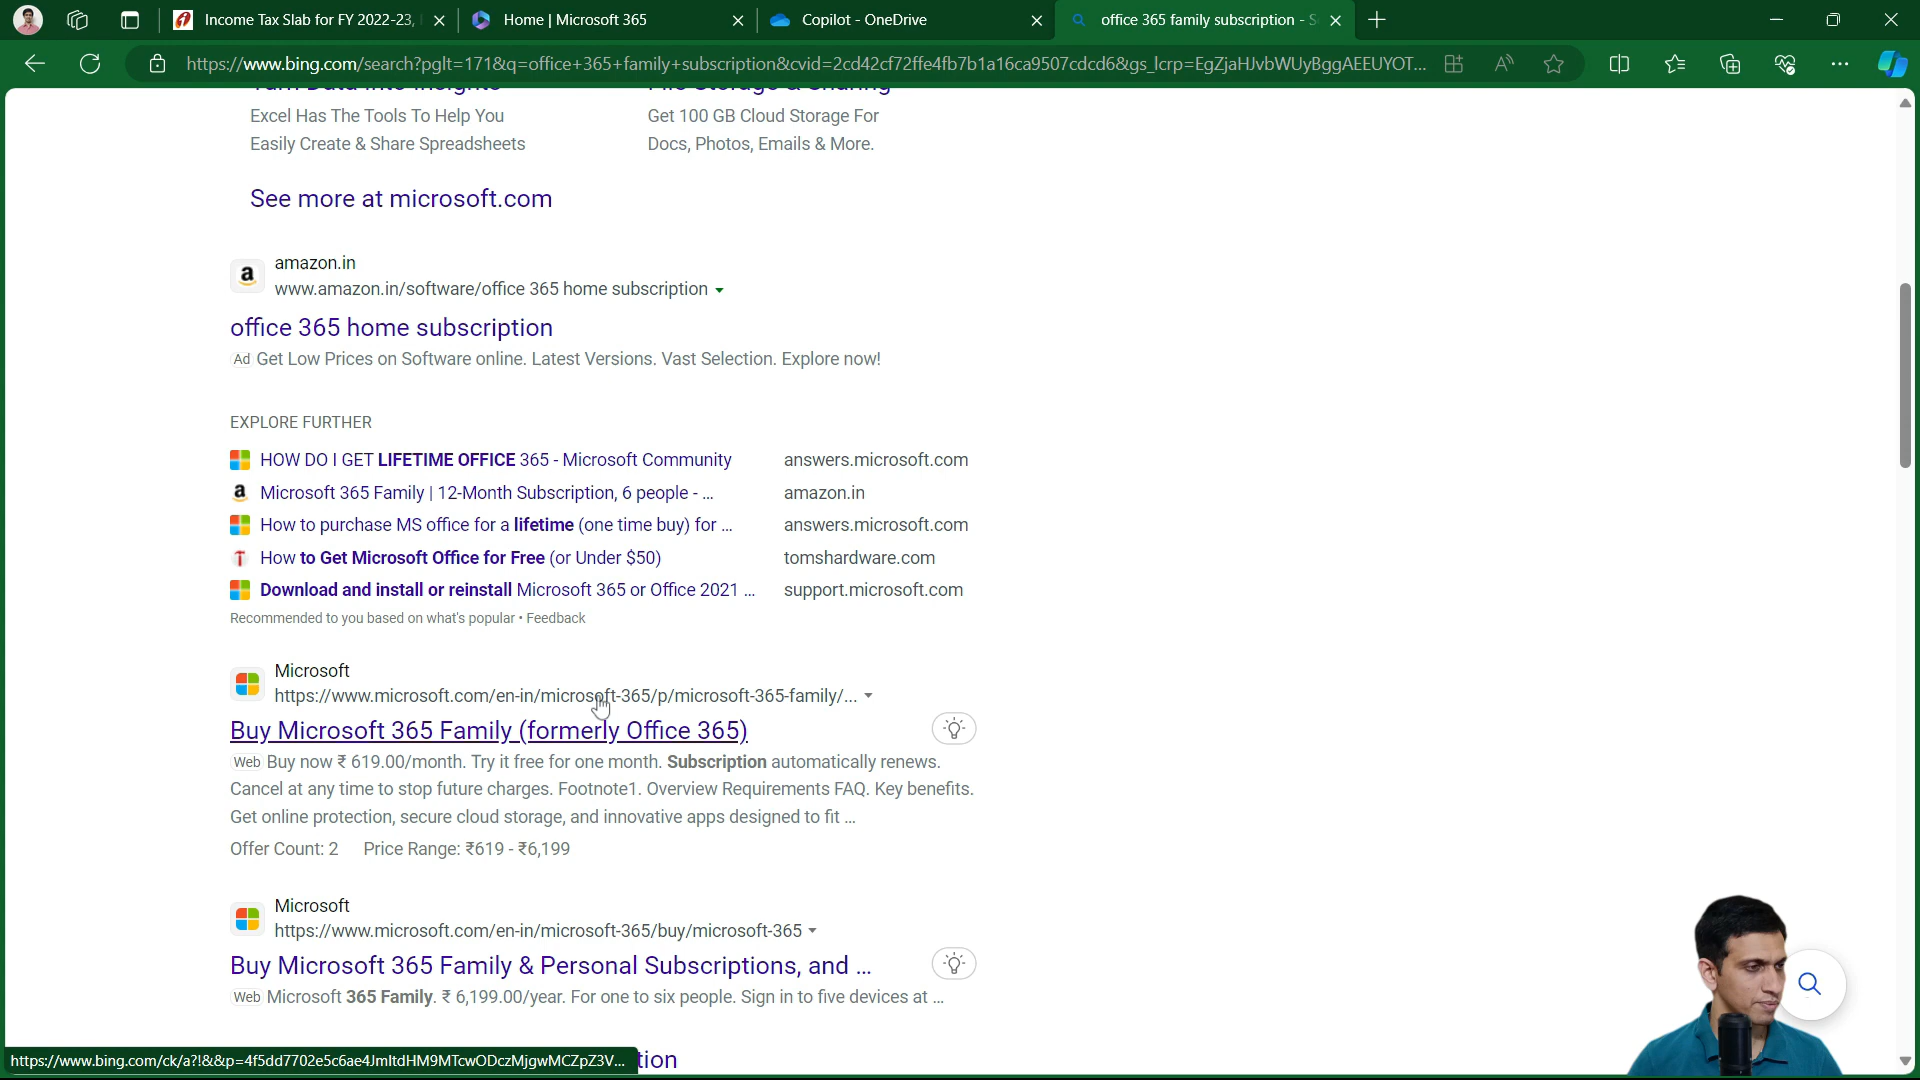 Income Tax Slab for FY 2022-23,
Home | Microsoft 365
Copilot - OneDrive
office 365 family subscription - S
https://www.bing.com/search?pglt=171&q=office+365+family+subscription&cvid=2cd42cf72ffe4fb7b1a16ca9507cdcd6&gs_lcrp=EgZjaHJvbWUyBggAEEUYOT...
Turn Data Into Insights
File Storage & Sharing
Excel Has The Tools To Help You
Get 100 GB Cloud Storage For
Easily Create & Share Spreadsheets
Docs, Photos, Emails & More.
See more at microsoft.com
a
amazon.in
www.amazon.in/software/office 365 home subscription
office 365 home subscription
Ad Get Low Prices on Software online. Latest Versions. Vast Selection. Explore now!
EXPLORE FURTHER
HOW DO I GET LIFETIME OFFICE 365 - Microsoft Community answers.microsoft.com
a Microsoft 365 Family | 12-Month Subscription, 6 people - ... amazon.in
How to purchase MS office for a lifetime (one time buy) for ... answers.microsoft.com
How to Get Microsoft Office for Free (or Under $50) tomshardware.com
Download and install or reinstall Microsoft 365 or Office 2021 ... support.microsoft.com
Recommended to you based on what's popular • Feedback
Microsoft
https://www.microsoft.com/en-in/microsoft-365/p/microsoft-365-family/...
Buy Microsoft 365 Family (formerly Office 365)
Web Buy now ₹ 619.00/month. Try it free for one month. Subscription automatically renews.
Cancel at any time to stop future charges. Footnote1. Overview Requirements FAQ. Key benefits.
Get online protection, secure cloud storage, and innovative apps designed to fit ...
Offer Count: 2 Price Range: ₹619 - ₹6,199
Microsoft
https://www.microsoft.com/en-in/microsoft-365/buy/microsoft-365
Buy Microsoft 365 Family & Personal Subscriptions, and ...
Web Microsoft 365 Family. ₹ 6,199.00/year. For one to six people. Sign in to five devices at ...
https://www.bing.com/ck/a?!&&p=4f5dd7702e5c6ae4JmltdHM9MTcwODczMjgwMCZpZ3V... tion